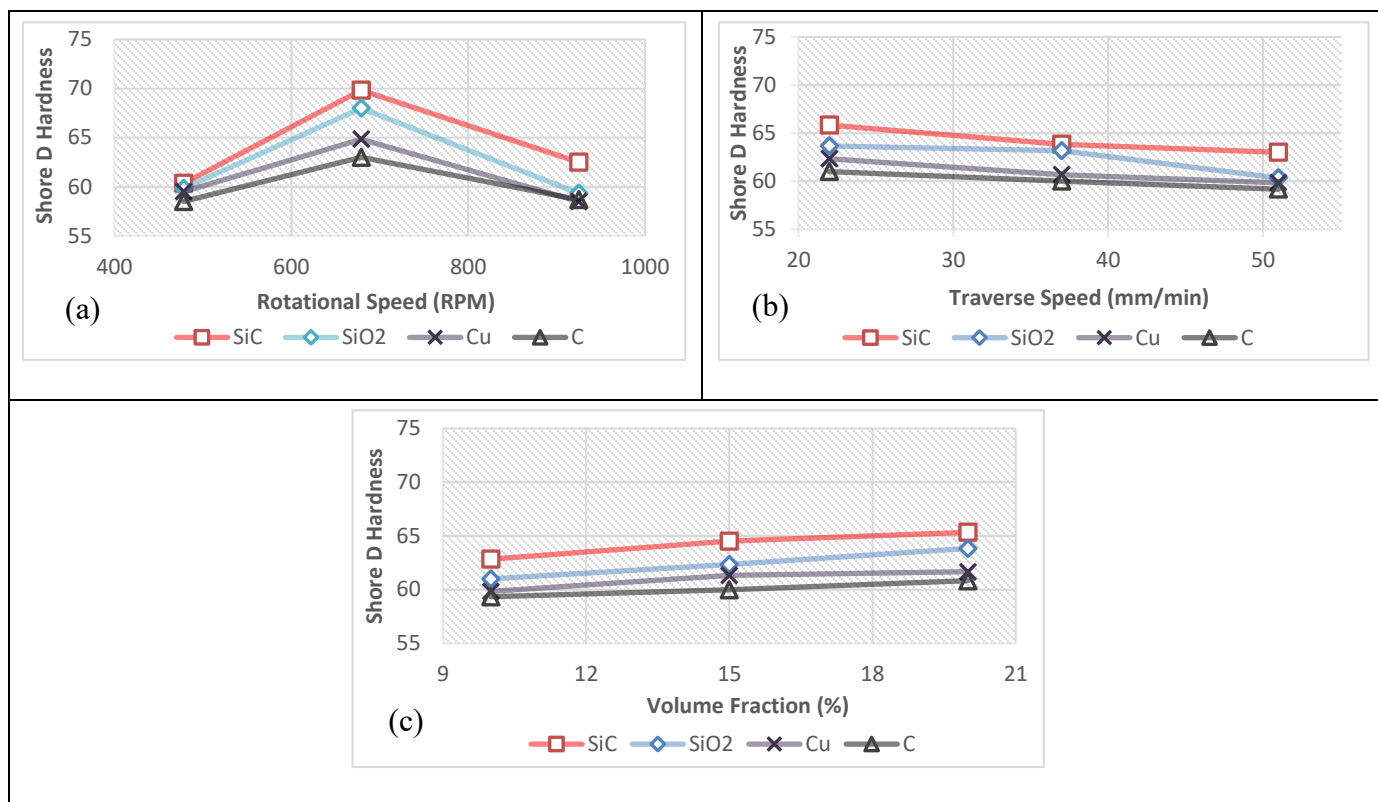 75
70
65
60
55
Shore D Hardness
400 600 800 1000
Rotational Speed (RPM)
(a)
SiC SiO2 Cu C
75
70
65
60
55
Shore D Hardness
20 30 40 50
Traverse Speed (mm/min)
(b)
SiC SiO2 Cu C
75
70
65
60
55
Shore D Hardness
9 12 15 18 21
Volume Fraction (%)
(c)
SiC SiO2 Cu C